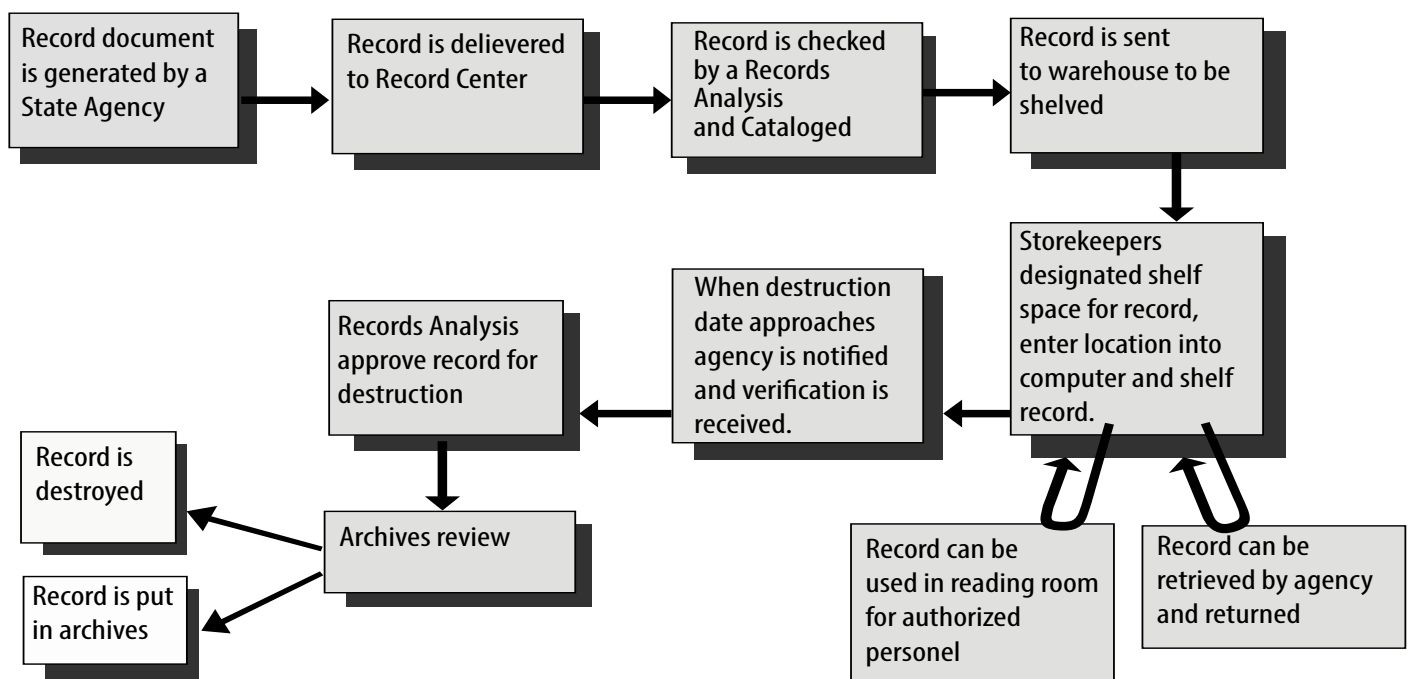 Record document
is generated by a
State Agency
Record is delievered
to Record Center
Record is checked
by a Records
Analysis
and Cataloged
Record is sent
to warehouse to be
shelved
Storekeepers
designated shelf
space for record,
enter location into
computer and shelf
record.
When destruction
date approaches
agency is notified
and verification is
received.
Records Analysis
approve record for
destruction
Archives review
Record is
destroyed
Record is put
in archives
Record can be
used in reading room
for authorized
personel
Record can be
retrieved by agency
and returned